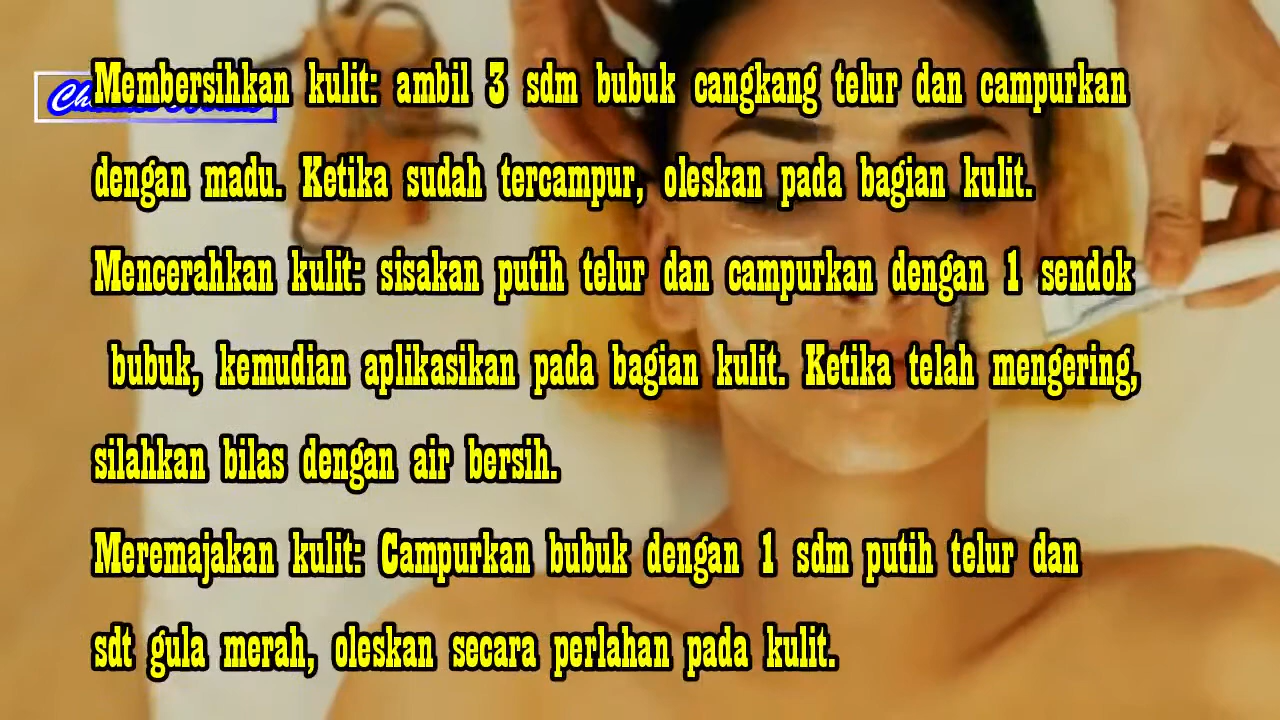 Membersihkan kulit: ambil 3 sdm bubuk cangkang telur dan campurkan
dengan madu. Ketika sudah tercampur, oleskan pada bagian kulit.
Mencerahkan kulit: sisakan putih telur dan campurkan dengan 1 sendok
bubuk, kemudian aplikasikan pada bagian kulit. Ketika telah mengering,
silahkan bilas dengan air bersih.
Meremajakan kulit: Campurkan bubuk dengan 1 sdm putih telur dan
sdt gula merah, oleskan secara perlahan pada kulit.